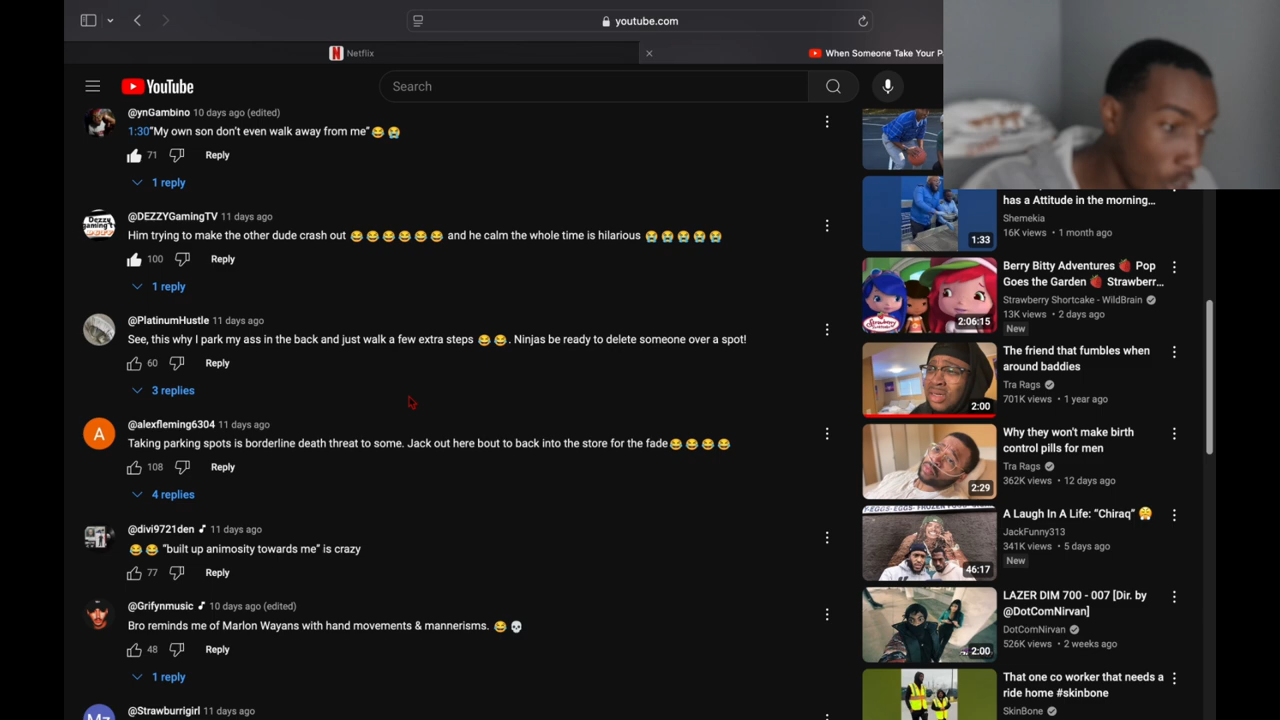 youtube.com
Netflix
When Someone Take Your P
YouTube
Search
@ynGambino 10 days ago (edited)
1:30"My own son don't even walk away from me"😂😭
71 Reply
1 reply
@DEZZYGamingTV 11 days ago
Him trying to make the other dude crash out 😂😂😂😂😂😂 and he calm the whole time is hilarious 😭😭😭😭😭
100 Reply
1 reply
@PlatinumHustle 11 days ago
See, this why I park my ass in the back and just walk a few extra steps 😂😂. Ninjas be ready to delete someone over a spot!
60 Reply
3 replies
A
@alexfleming6304 11 days ago
Taking parking spots is borderline death threat to some. Jack out here bout to back into the store for the fade😂😂😂😂
108 Reply
4 replies
@divi9721den 11 days ago
😂😂 "built up animosity towards me" is crazy
77 Reply
@Grifynmusic 10 days ago (edited)
Bro reminds me of Marlon Wayans with hand movements & mannerisms. 😂💀
48 Reply
1 reply
@Strawburrigirl 11 days ago
has a Attitude in the morning...
Shemekia
16K views • 1 month ago
1:33
Berry Bitty Adventures 🍓 Pop
Goes the Garden 🍓 Strawberr...
Strawberry Shortcake - WildBrain
13K views • 2 days ago
New
2:06:15
The friend that fumbles when
around baddies
Tra Rags
701K views • 1 year ago
2:00
Why they won't make birth
control pills for men
Tra Rags
362K views • 12 days ago
2:29
A Laugh In A Life: “Chiraq” 😤
JackFunny313
341K views • 5 days ago
New
46:17
LAZER DIM 700 - 007 [Dir. by
@DotComNirvan]
DotComNirvan
526K views • 2 weeks ago
2:00
That one co worker that needs a
ride home #skinbone
SkinBone